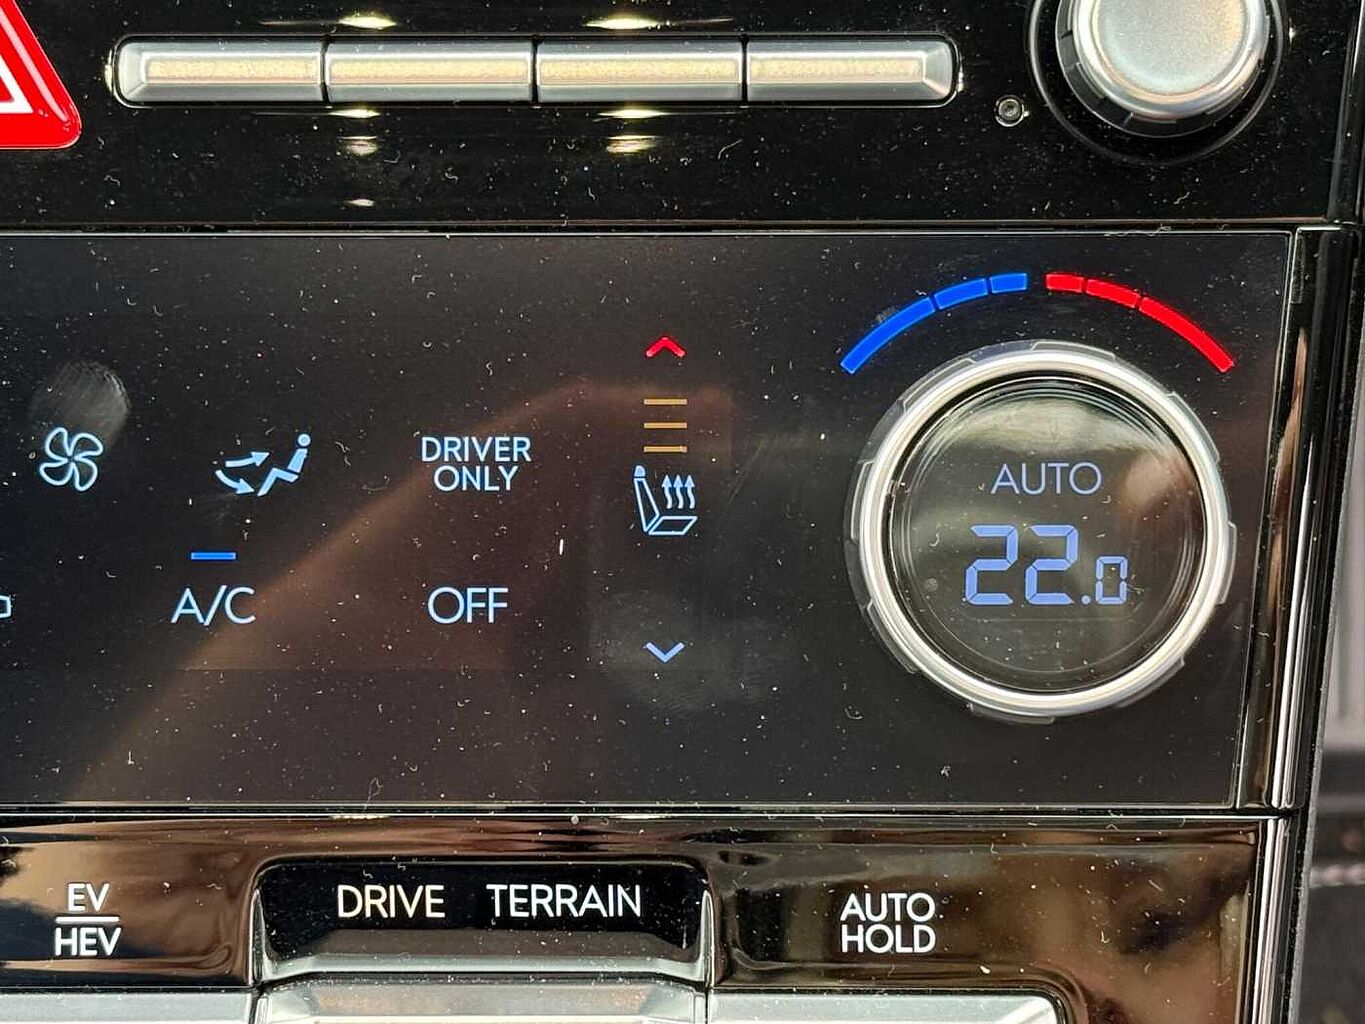 DRIVER
ONLY
AUTO
22.0
A/C
OFF
EV
HEV
DRIVE TERRAIN
AUTO
HOLD